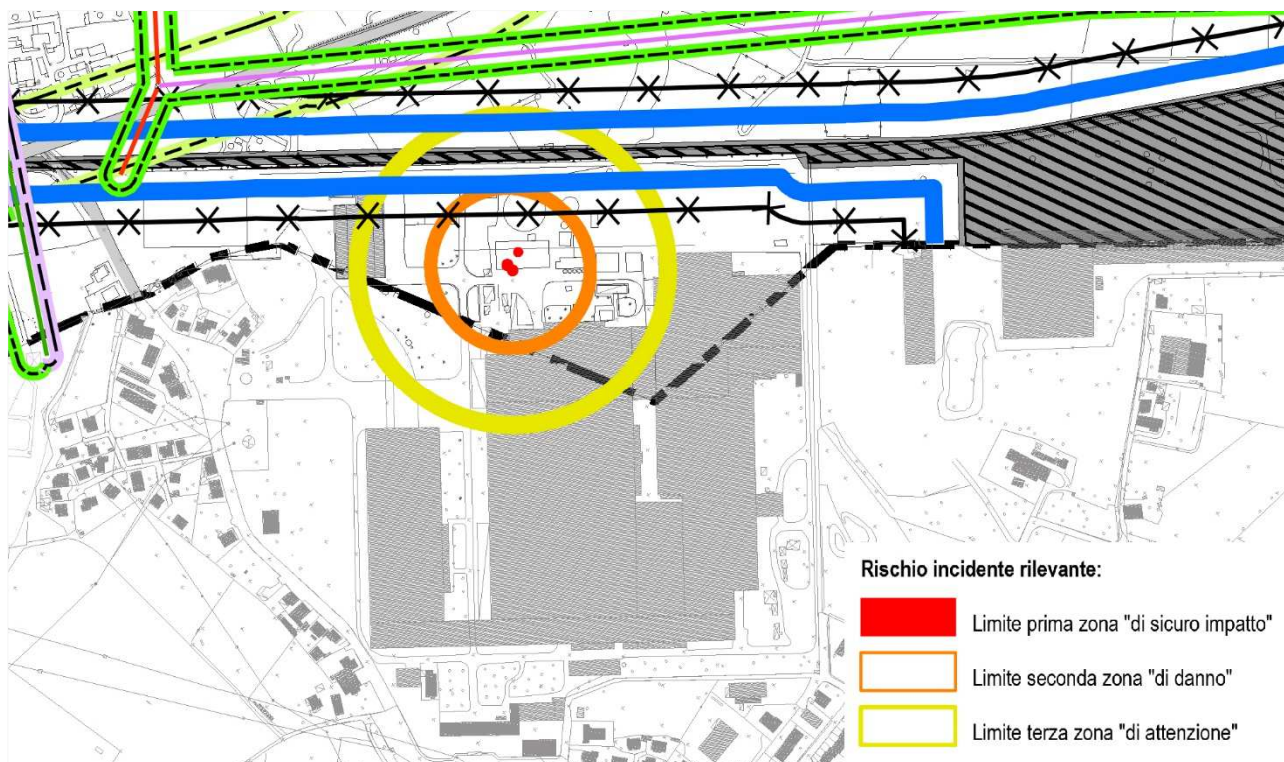 Rischio incidente rilevante:
Limite prima zona "di sicuro impatto"
Limite seconda zona "di danno"
Limite terza zona "di attenzione"